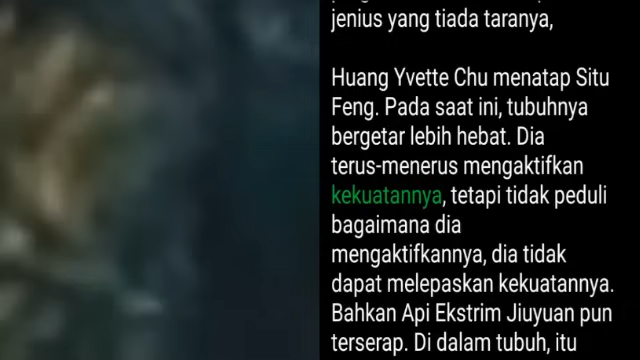 jenius yang tiada taranya,
Huang Yvette Chu menatap Situ
Feng. Pada saat ini, tubuhnya
bergetar lebih hebat. Dia
terus-menerus mengaktifkan
kekuatannya, tetapi tidak peduli
bagaimana dia
mengaktifkannya, dia tidak
dapat melepaskan kekuatannya.
Bahkan Api Ekstrim Jiuyuan pun
terserap. Di dalam tubuh, itu